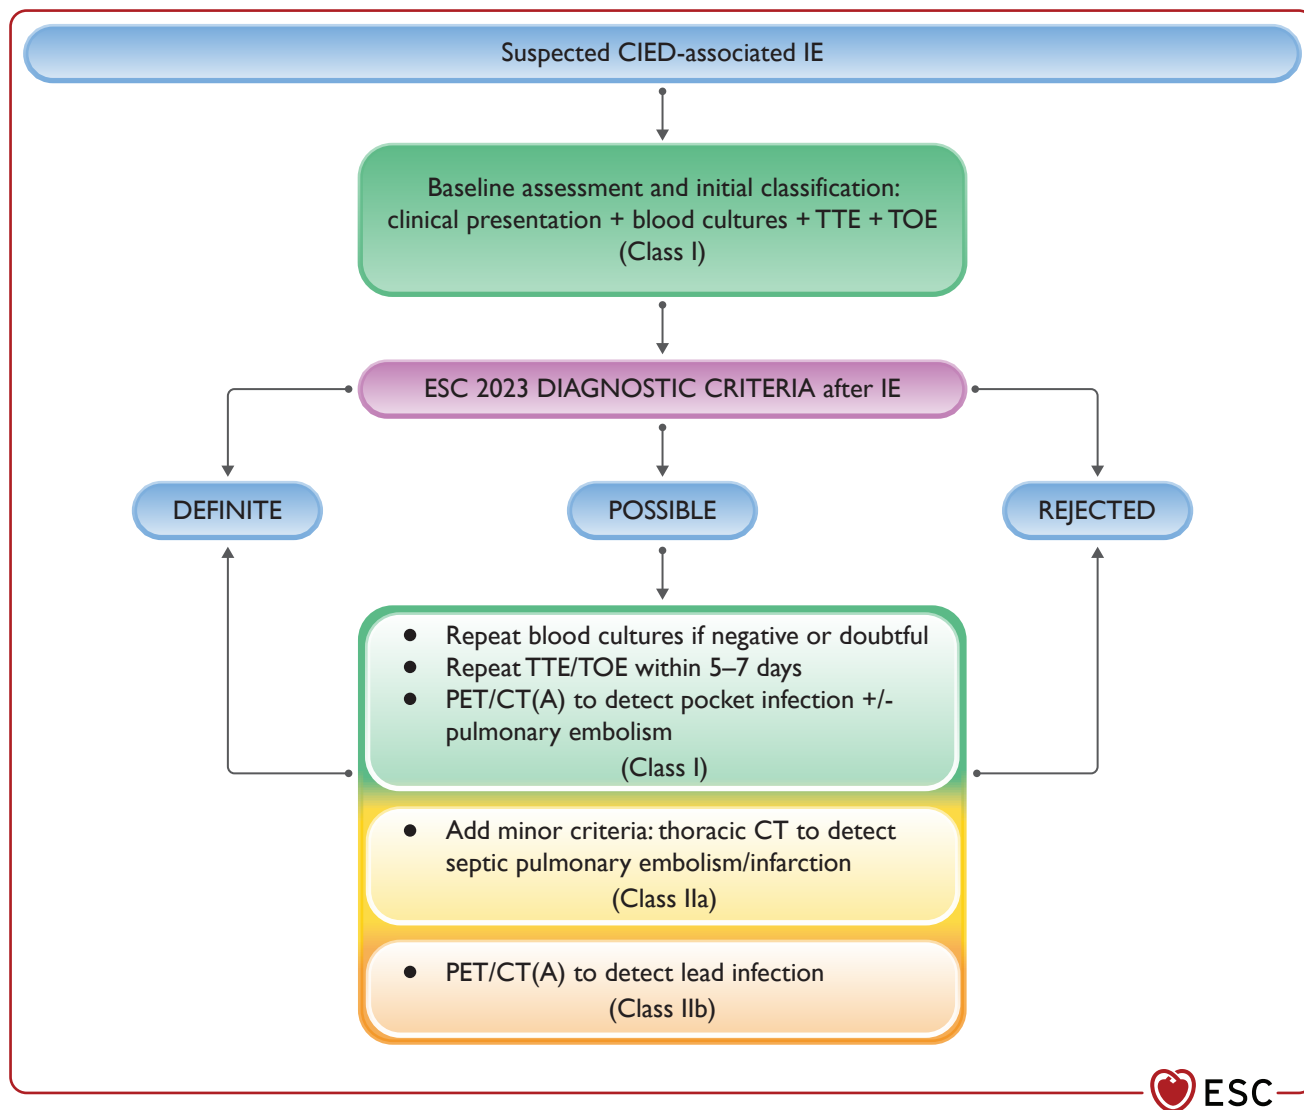 Suspected CIED-associated IE
Baseline assessment and initial classification:
clinical presentation + blood cultures + TTE + TOE
(Class I)
ESC 2023 DIAGNOSTIC CRITERIA after IE
DEFINITE
POSSIBLE
REJECTED
● Repeat blood cultures if negative or doubtful
● Repeat TTE/TOE within 5–7 days
● PET/CT(A) to detect pocket infection +/-
pulmonary embolism
(Class I)
● Add minor criteria: thoracic CT to detect
septic pulmonary embolism/infarction
(Class IIa)
● PET/CT(A) to detect lead infection
(Class IIb)
ESC